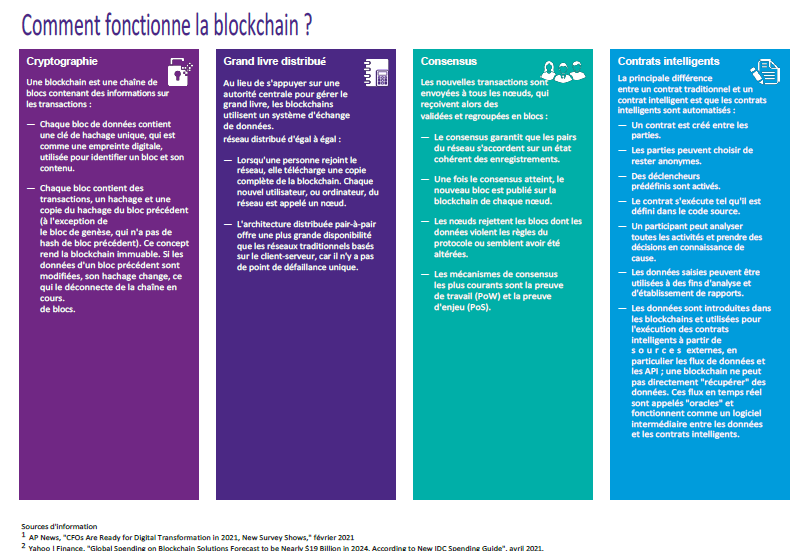 Comment fonctionne la blockchain ?
Cryptographie
Une blockchain est une chaîne de
blocs contenant des informations sur
les transactions :
— Chaque bloc de données contient
une clé de hachage unique, qui est
comme une empreinte digitale,
utilisée pour identifier un bloc et son
contenu.
— Chaque bloc contient des
transactions, un hachage et une
copie du hachage du bloc précédent
(à l'exception de
le bloc de genèse, qui n'a pas de
hash de bloc précédent). Ce concept
rend la blockchain immuable. Si les
données d'un bloc précédent sont
modifiées, son hachage change, ce
qui le déconnecte de la chaîne en
cours.
de blocs.
Grand livre distribué
Au lieu de s'appuyer sur une
autorité centrale pour gérer le
grand livre, les blockchains
utilisent un système d'échange
de données.
réseau distribué d'égal à égal :
— Lorsqu'une personne rejoint le
réseau, elle télécharge une copie
complète de la blockchain. Chaque
nouvel utilisateur, ou ordinateur, du
réseau est appelé un nœud.
— L'architecture distribuée pair-à-pair
offre une plus grande disponibilité
que les réseaux traditionnels basés
sur le client-serveur, car il n'y a pas
de point de défaillance unique.
Consensus
Les nouvelles transactions sont
envoyées à tous les nœuds, qui
reçoivent alors des
validées et regroupées en blocs :
— Le consensus garantit que les pairs
du réseau s'accordent sur un état
cohérent des enregistrements.
— Une fois le consensus atteint, le
nouveau bloc est publié sur la
blockchain de chaque nœud.
— Les nœuds rejettent les blocs dont les
données violent les règles du
protocole ou semblent avoir été
altérées.
— Les mécanismes de consensus
les plus courants sont la preuve
de travail (PoW) et la preuve
d'enjeu (PoS).
Contrats intelligents
La principale différence
entre un contrat traditionnel et un
contrat intelligent est que les contrats
intelligents sont automatisés :
— Un contrat est créé entre les
parties.
— Les parties peuvent choisir de
rester anonymes.
— Des déclencheurs
prédéfinis sont activés.
— Le contrat s'exécute tel qu'il est
défini dans le code source.
— Un participant peut analyser
toutes les activités et prendre des
décisions en connaissance de
cause.
— Les données saisies peuvent être
utilisées à des fins d'analyse et
d'établissement de rapports.
— Les données sont introduites dans
les blockchains et utilisées pour
l'exécution des contrats
intelligents à partir de
s o u r c e s externes, en
particulier les flux de données et
les API ; une blockchain ne peut
pas directement "récupérer" des
données. Ces flux en temps réel
sont appelés "oracles" et
fonctionnent comme un logiciel
intermédiaire entre les données
et les contrats intelligents.
Sources d'information
1 AP News, "CFOs Are Ready for Digital Transformation in 2021, New Survey Shows," février 2021
2 Yahoo ! Finance, "Global Spending on Blockchain Solutions Forecast to be Nearly $19 Billion in 2024, According to New IDC Spending Guide", avril 2021.